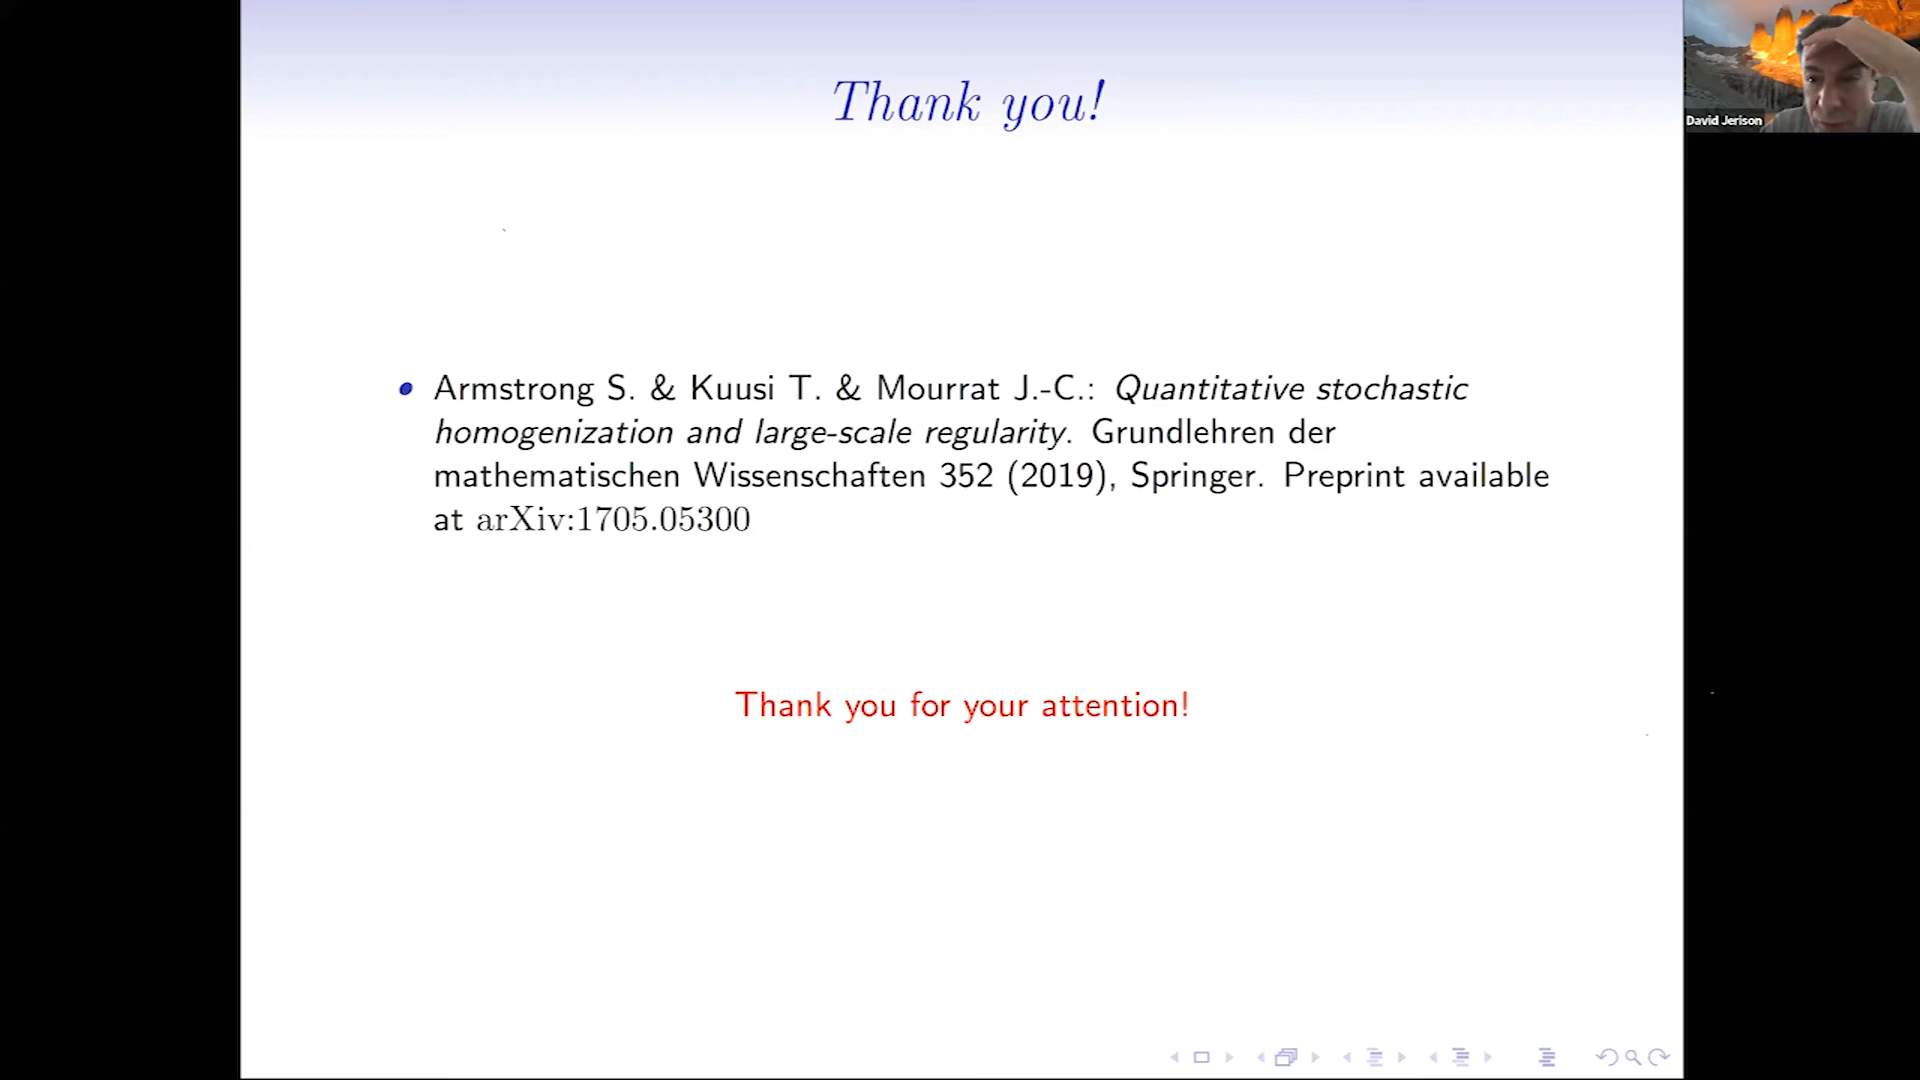 Thank you!
David Jerison
• Armstrong S. & Kuusi T. & Mourrat J.-C.: Quantitative stochastic
homogenization and large-scale regularity. Grundlehren der
mathematischen Wissenschaften 352 (2019), Springer. Preprint available
at arXiv:1705.05300
Thank you for your attention!